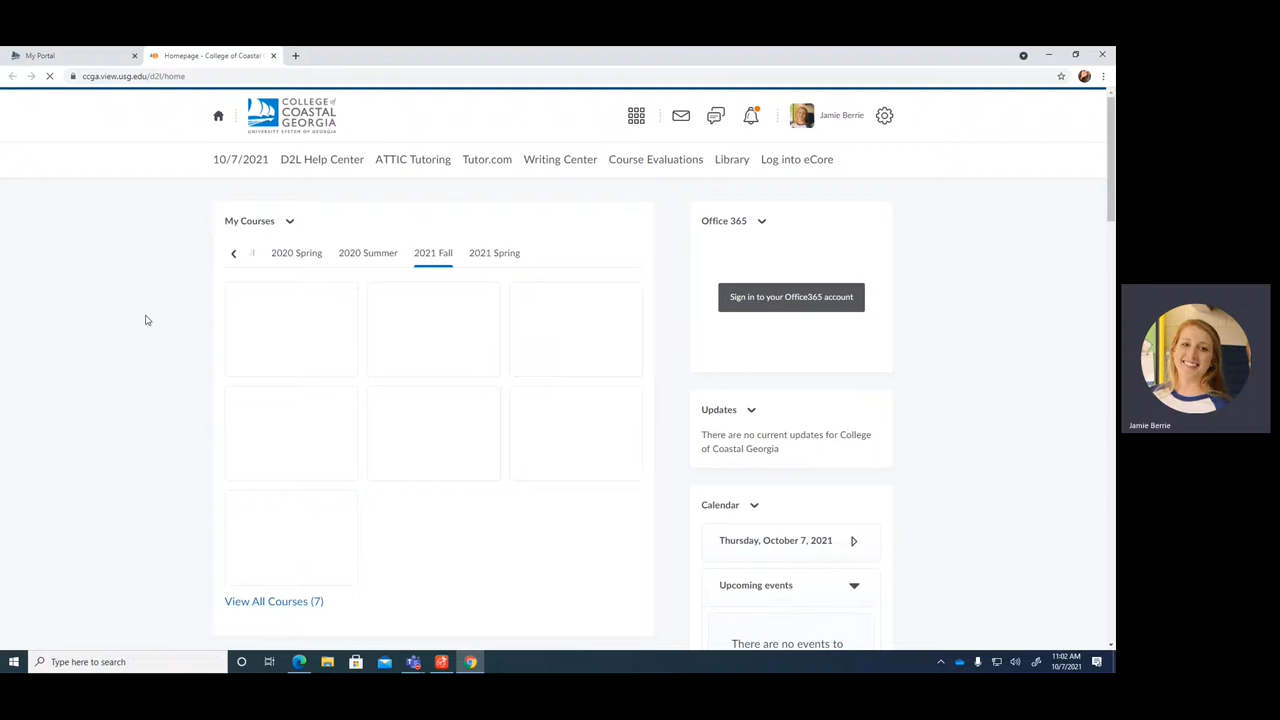 My Portal
Homepage - College of Coastal
ccga.view.usg.edu/d2l/home
COLLEGE of
COASTAL
GEORGIA
UNIVERSITY SYSTEM OF GEORGIA
Jamie Berrie
10/7/2021 D2L Help Center ATTIC Tutoring Tutor.com Writing Center Course Evaluations Library Log into eCore
My Courses
2020 Spring 2020 Summer 2021 Fall 2021 Spring
View All Courses (7)
Office 365
Sign in to your Office365 account
Updates
There are no current updates for College
of Coastal Georgia
Calendar
Thursday, October 7, 2021
Upcoming events
There are no events to
Jamie Berrie
Type here to search
11:02 AM
10/7/2021